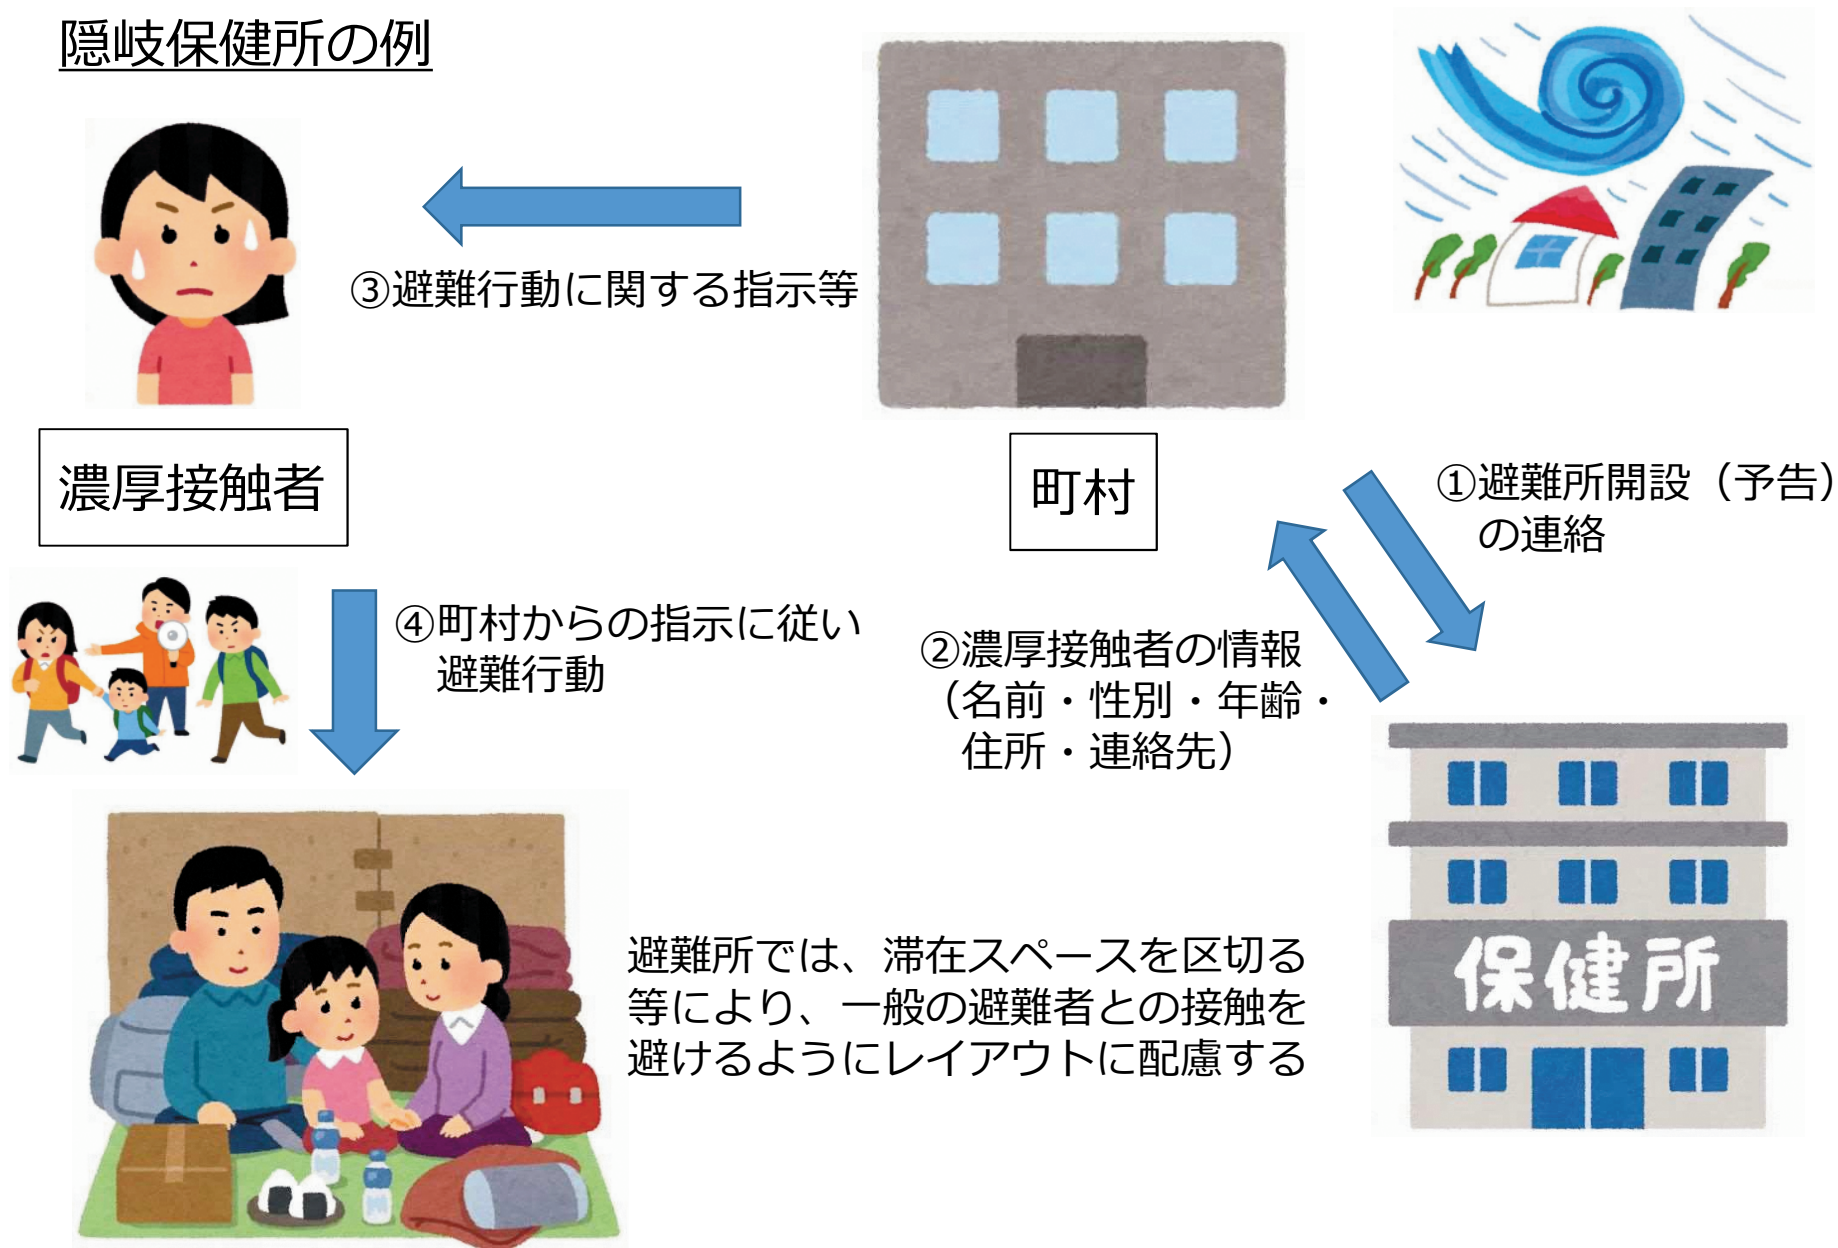 隠岐保健所の例
③避難行動に関する指示等
濃厚接触者
町村
①避難所開設（予告）
の連絡
④町村からの指示に従い
避難行動
②濃厚接触者の情報
（名前・性別・年齢・
住所・連絡先）
避難所では、滞在スペースを区切る
等により、一般の避難者との接触を
避けるようにレイアウトに配慮する
保健所